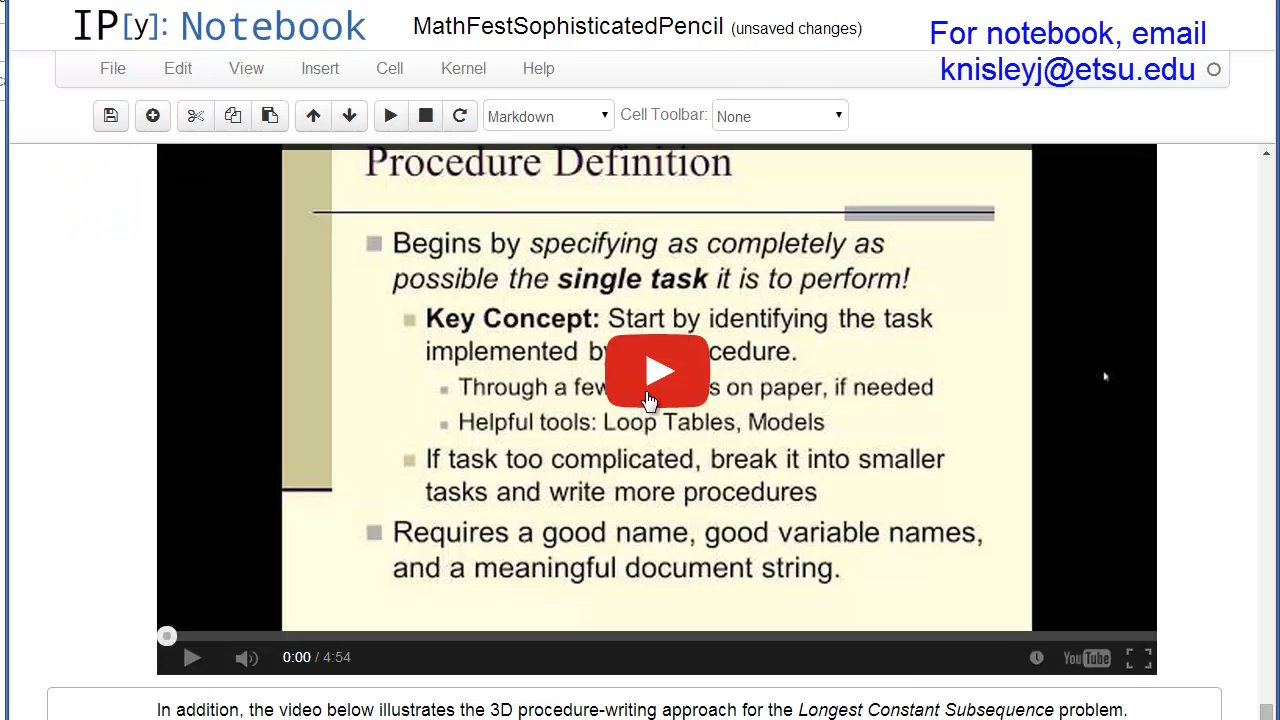 IP[y]: Notebook MathFestSophisticatedPencil (unsaved changes)
For notebook, email
knisleyj@etsu.edu
File Edit View Insert Cell Kernel Help
Markdown Cell Toolbar: None
Procedure Definition
Begins by specifying as completely as
possible the single task it is to perform!
Key Concept: Start by identifying the task
implemented
Through a few on paper, if needed
Helpful tools: Loop Tables, Models
If task too complicated, break it into smaller
tasks and write more procedures
Requires a good name, good variable names,
and a meaningful document string.
0:00 / 4:54 YouTube
In addition, the video below illustrates the 3D procedure-writing approach for the Longest Constant Subsequence problem.